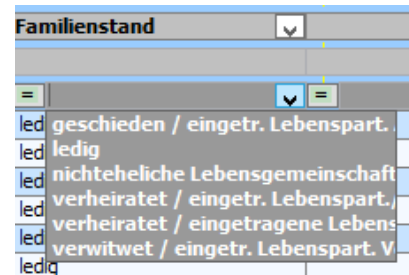 Familienstand
= =
led geschieden / eingetr. Lebenspart.
led ledig
led nichteheliche Lebensgemeinschaft
led verheiratet / eingetr. Lebenspart./
led verheiratet / eingetragene Lebens
led verwitwet / eingetr. Lebenspart. V
ledig